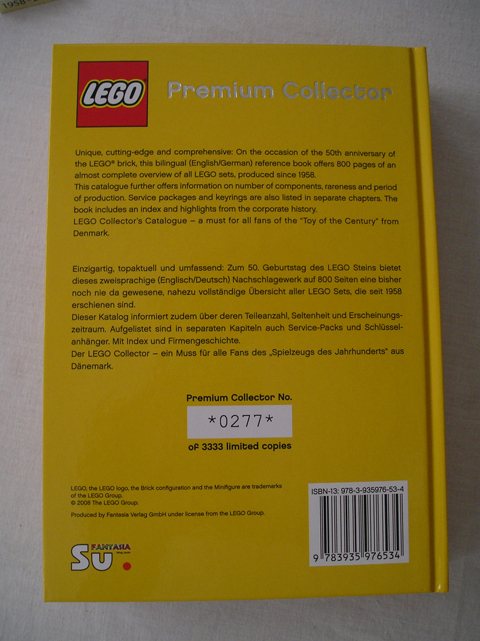 1958-
LEGO
Premium Collector
Unique, cutting-edge and comprehensive: On the occasion of the 50th anniversary of
the LEGO® brick, this bilingual (English/German) reference book offers 800 pages of an
almost complete overview of all LEGO sets, produced since 1958.
This catalogue further offers information on number of components, rareness and period
of production. Service packages and keyrings are also listed in separate chapters. The
book includes an index and highlights from the corporate history.
LEGO Collector's Catalogue – a must for all fans of the "Toy of the Century" from
Denmark.
Einzigartig, topaktuell und umfassend: Zum 50. Geburtstag des LEGO Steins bietet
dieses zweisprachige (Englisch/Deutsch) Nachschlagewerk auf 800 Seiten eine bisher
noch nie da gewesene, nahezu vollständige Übersicht aller LEGO Sets, die seit 1958
erschienen sind.
Dieser Katalog informiert zudem über deren Teileanzahl, Seltenheit und Erscheinungs-
zeitraum. Aufgelistet sind in separaten Kapiteln auch Service-Packs und Schlüssel-
anhänger. Mit Index und Firmengeschichte.
Der LEGO Collector – ein Muss für alle Fans des „Spielzeugs des Jahrhunderts" aus
Dänemark.
Premium Collector No.
*0277*
of 3333 limited copies
LEGO, the LEGO logo, the Brick configuration and the Minifigure are trademarks
of the LEGO Group.
© 2008 The LEGO Group.
Produced by Fantasia Verlag GmbH under license from the LEGO Group.
FANTASIA
Su
ISBN-13: 978-3-935976-53-4
9 783935 976534